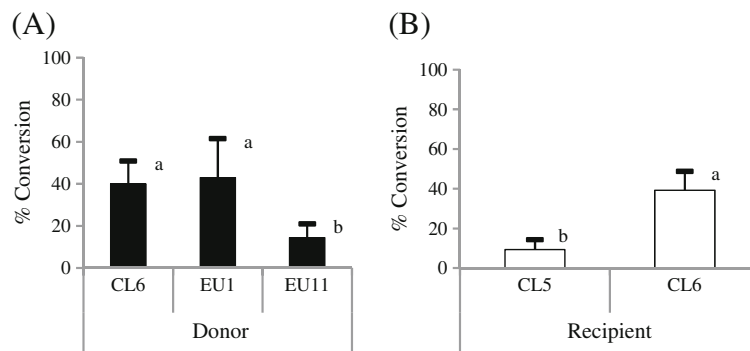 (A)
100
80
60
40
20
0
% Conversion
a
a
b
CL6 EU1 EU11
Donor
(B)
100
80
60
40
20
0
% Conversion
b
a
CL5 CL6
Recipient